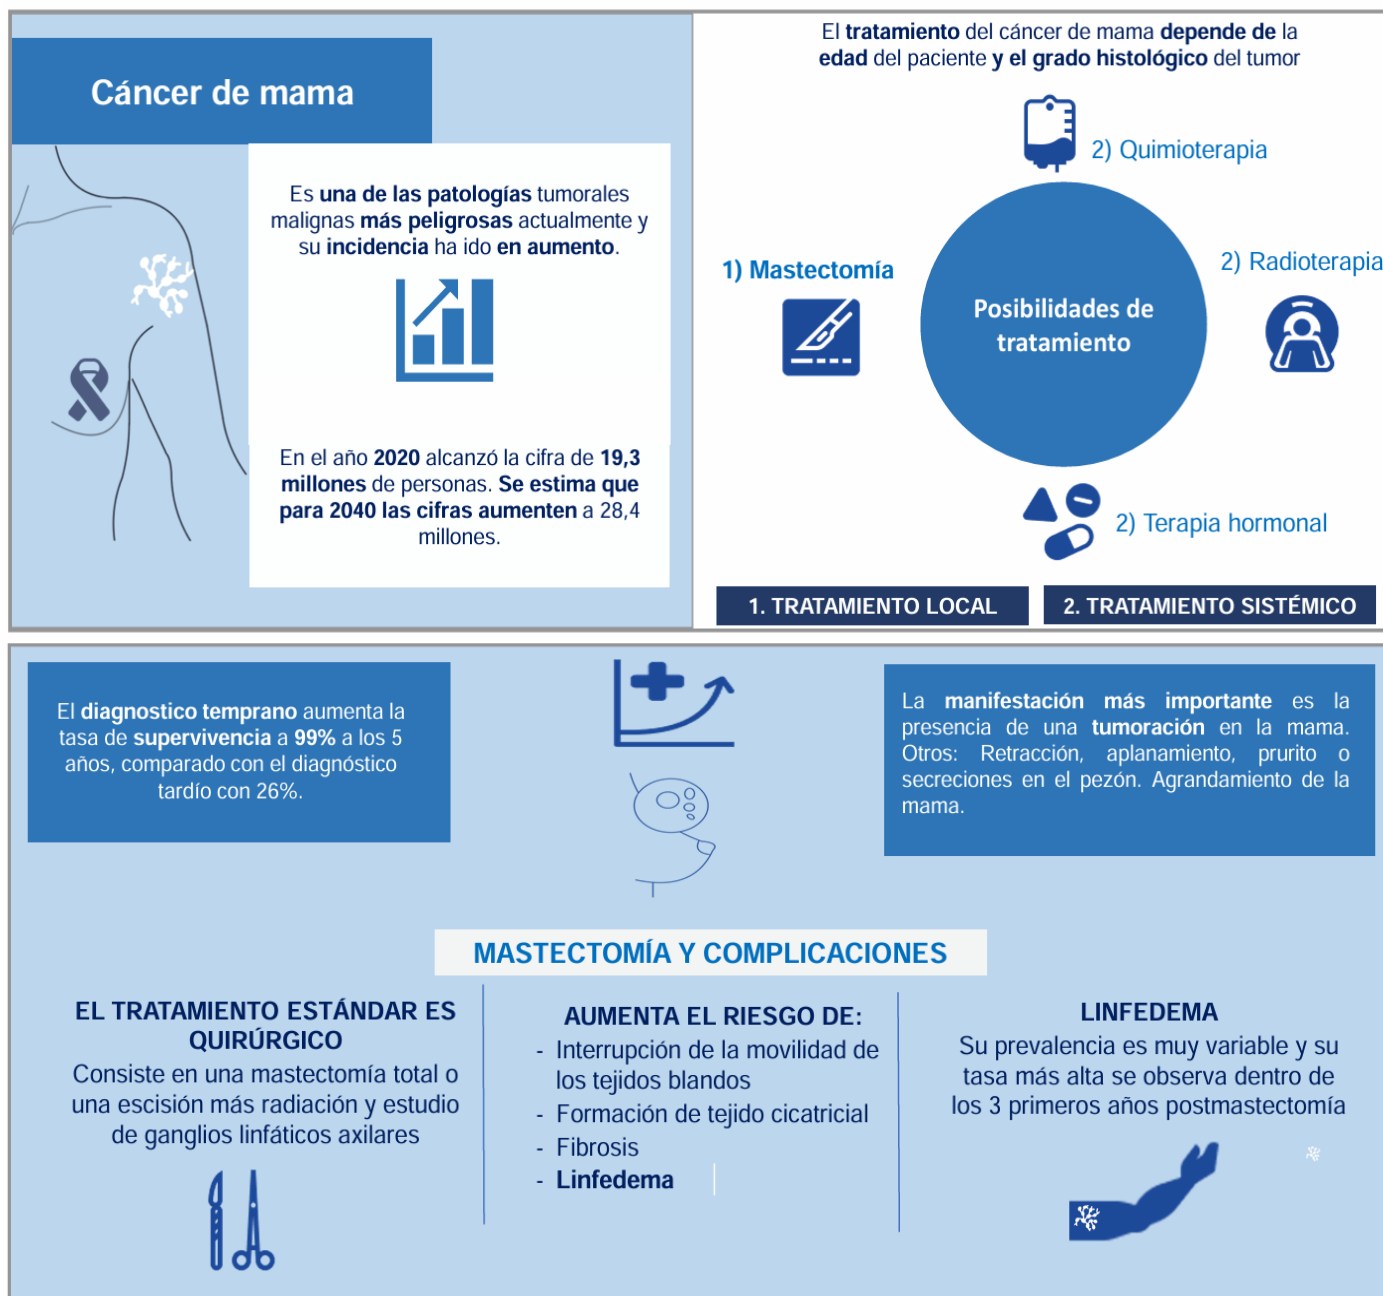 Cáncer de mama
Es una de las patologías tumorales
malignas más peligrosas actualmente y
su incidencia ha ido en aumento.
En el año 2020 alcanzó la cifra de 19,3
millones de personas. Se estima que
para 2040 las cifras aumenten a 28,4
millones.
El tratamiento del cáncer de mama depende de la
edad del paciente y el grado histológico del tumor
2) Quimioterapia
1) Mastectomía
2) Radioterapia
Posibilidades de
tratamiento
2) Terapia hormonal
1. TRATAMIENTO LOCAL
2. TRATAMIENTO SISTÉMICO
El diagnostico temprano aumenta la
tasa de supervivencia a 99% a los 5
años, comparado con el diagnóstico
tardío con 26%.
La manifestación más importante es la
presencia de una tumoración en la mama.
Otros: Retracción, aplanamiento, prurito o
secreciones en el pezón. Agrandamiento de la
mama.
MASTECTOMÍA Y COMPLICACIONES
EL TRATAMIENTO ESTÁNDAR ES
QUIRÚRGICO
Consiste en una mastectomía total o
una escisión más radiación y estudio
de ganglios linfáticos axilares
AUMENTA EL RIESGO DE:
- Interrupción de la movilidad de
los tejidos blandos
- Formación de tejido cicatricial
- Fibrosis
- Linfedema
LINFEDEMA
Su prevalencia es muy variable y su
tasa más alta se observa dentro de
los 3 primeros años postmastectomía